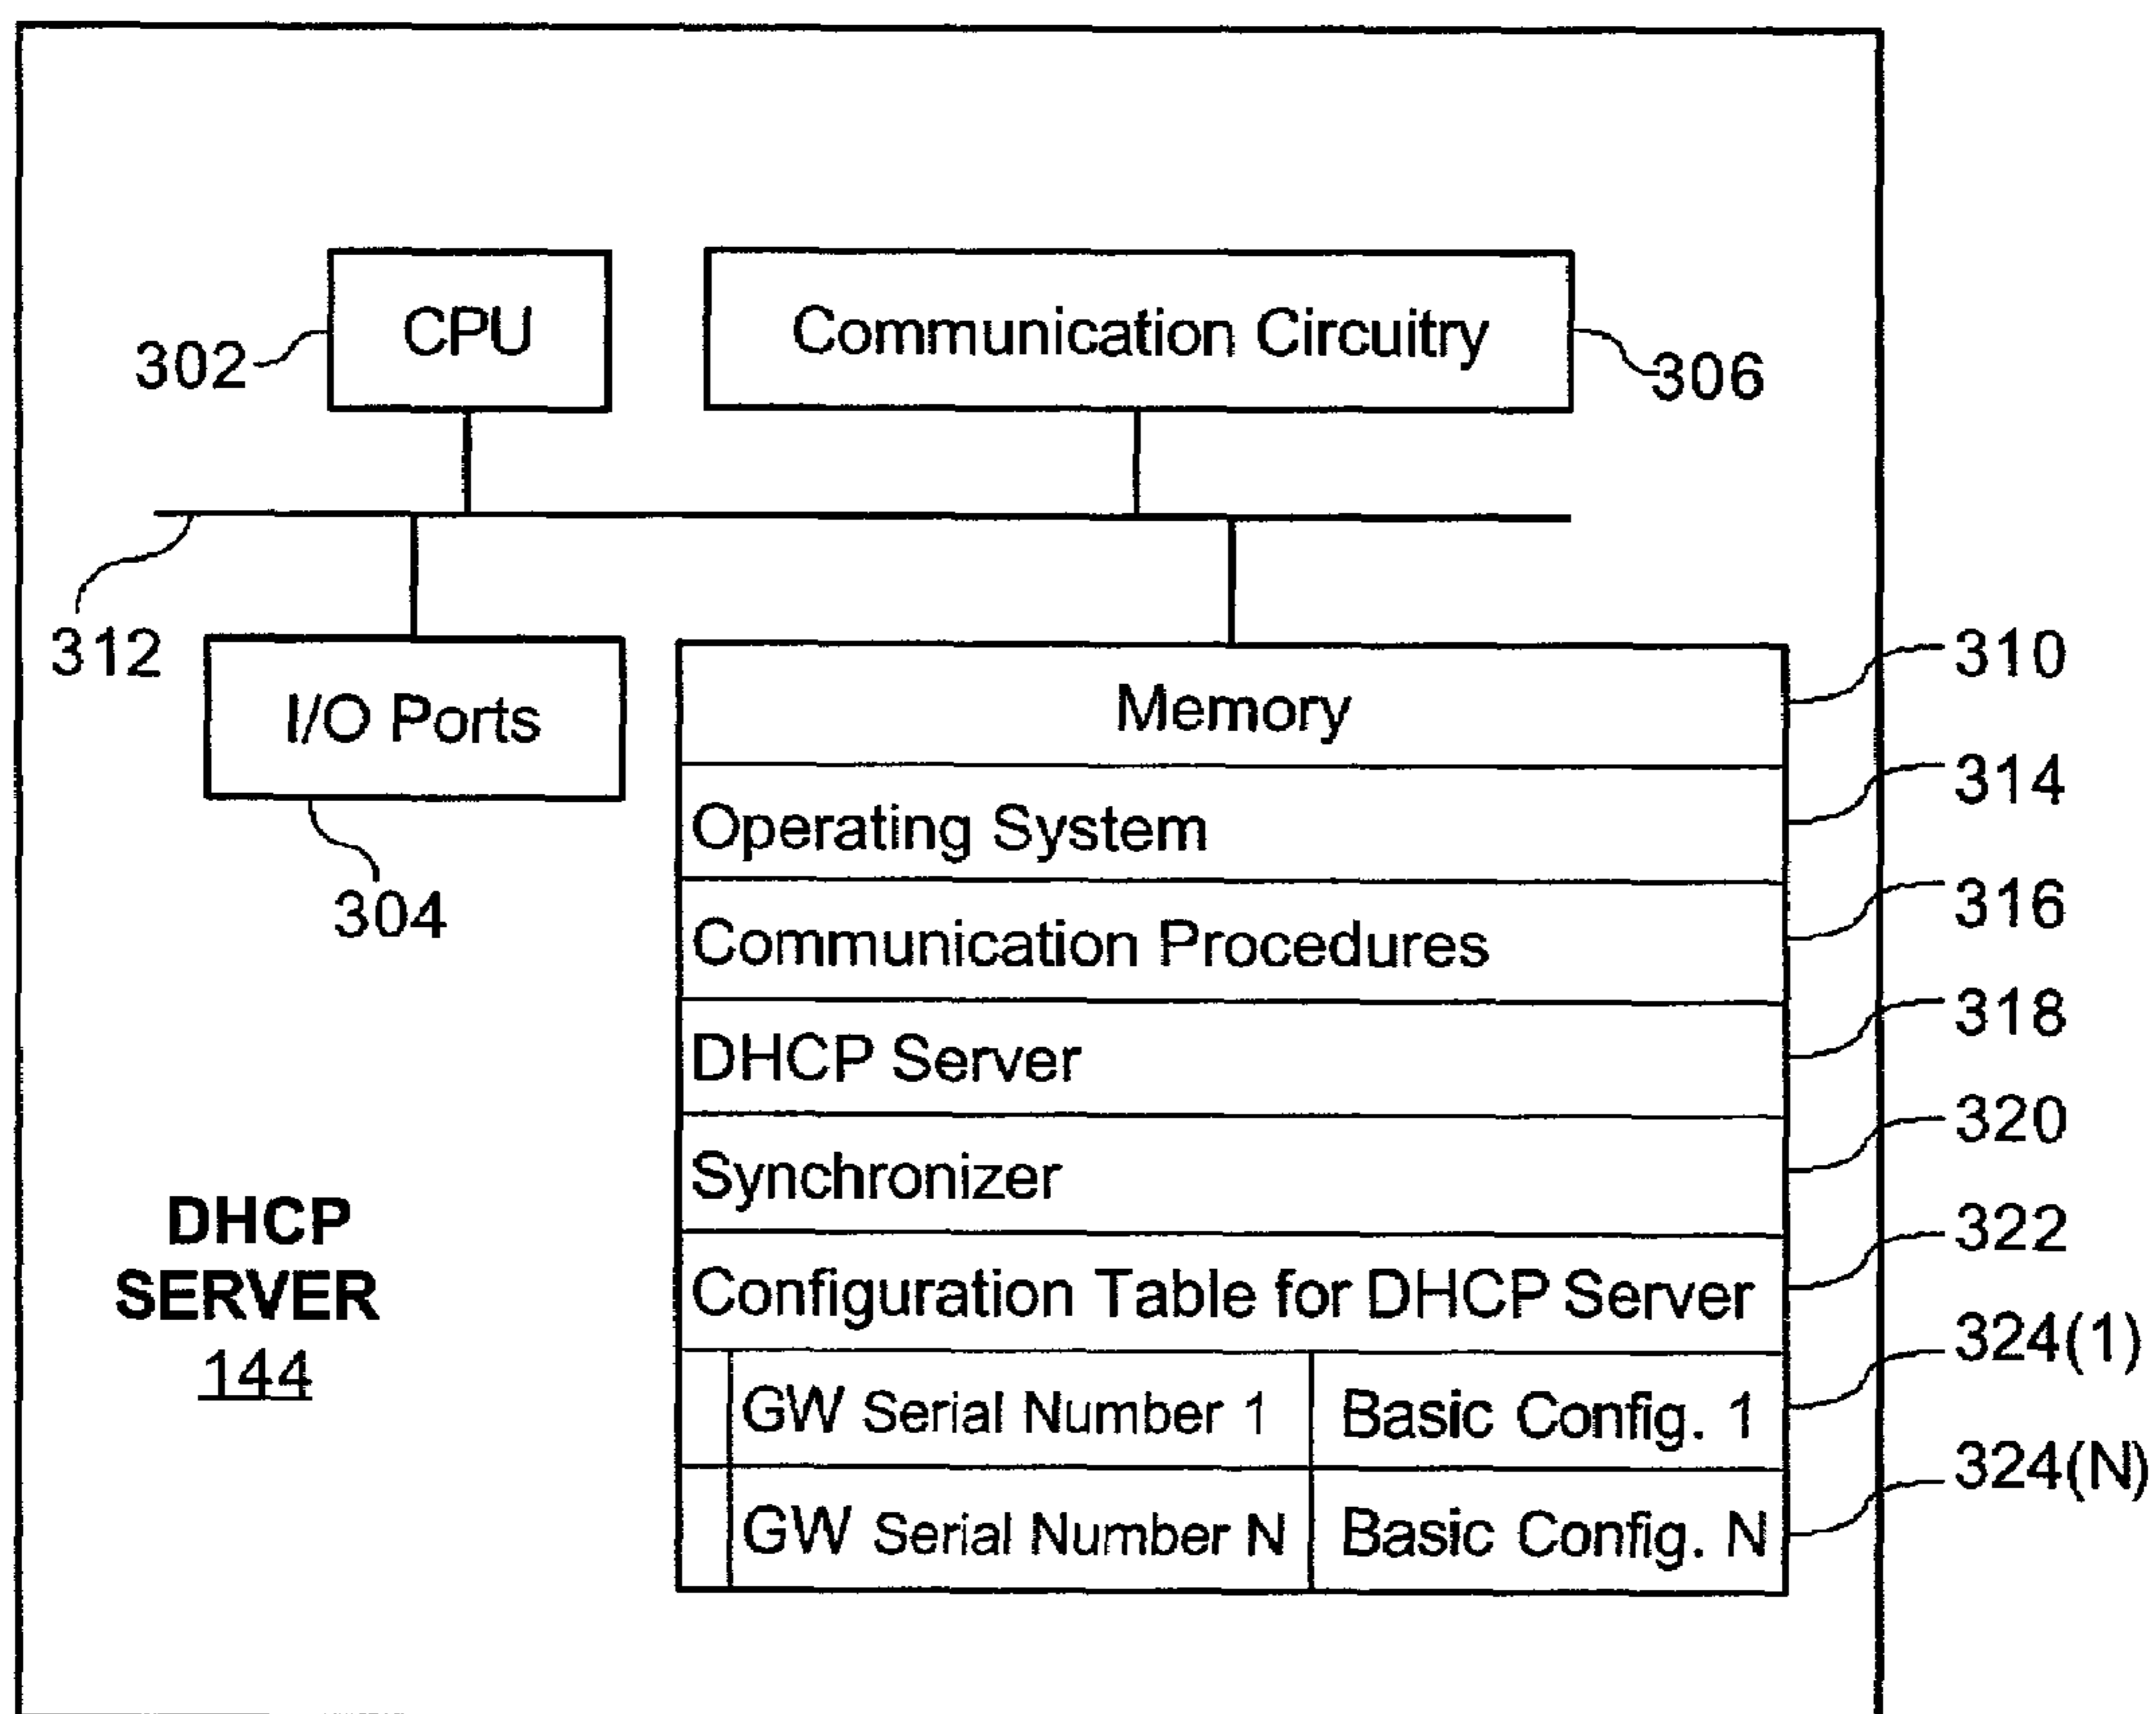 CPU
Communication Circuitry
302
306
312
I/O Ports
304
Memory
310
Operating System
314
Communication Procedures
316
DHCP Server
318
Synchronizer
320
Configuration Table for DHCP Server
322
GW Serial Number 1 Basic Config. 1
324(1)
GW Serial Number N Basic Config. N
324(N)
DHCP
SERVER
144